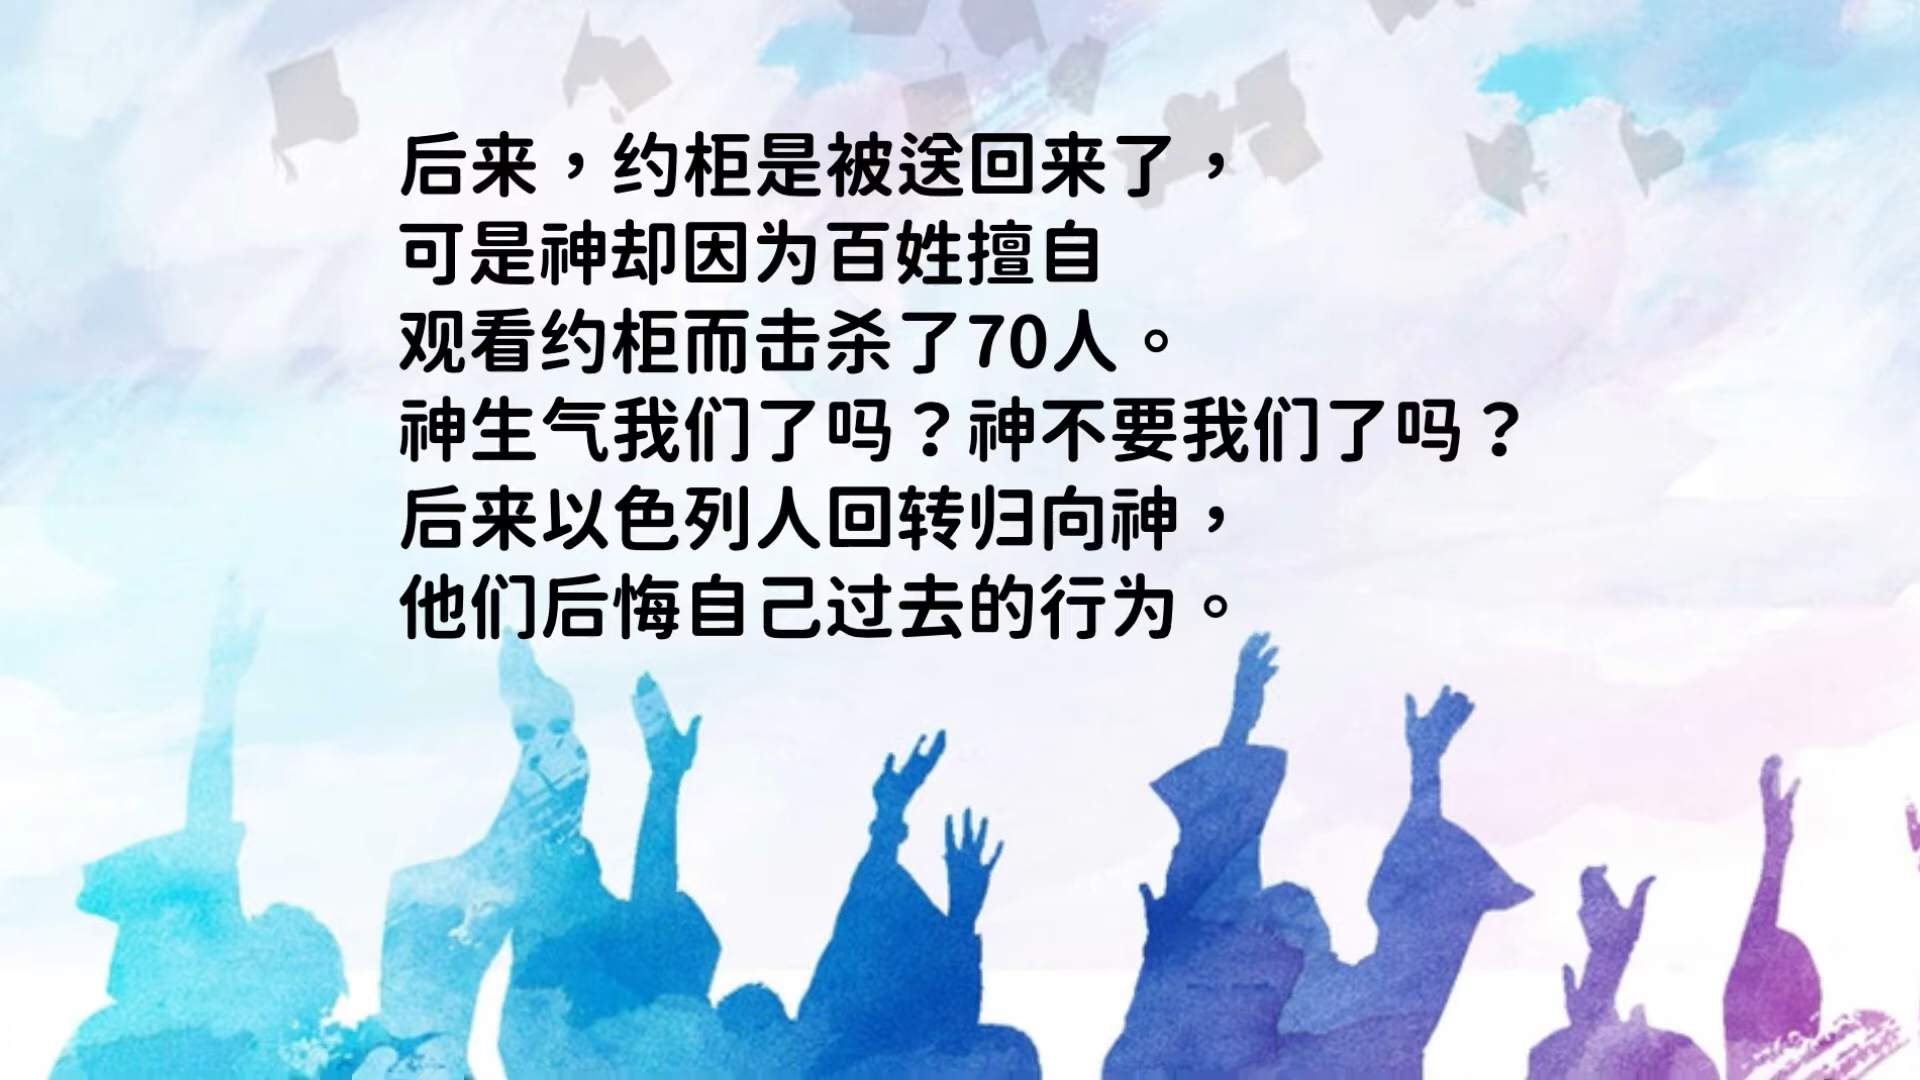 后来，约柜是被送回来了，
可是神却因为百姓擅自
观看约柜而击杀了70人。
神生气我们了吗？神不要我们了吗？
后来以色列人回转归向神，
他们后悔自己过去的行为。